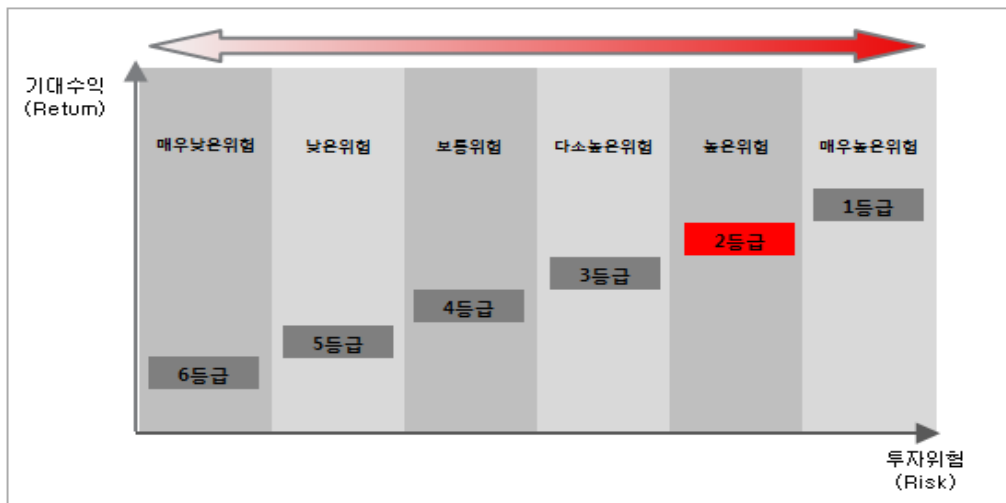 기대수익
(Return)
매우낮은위험
낮은위험
보통위험
다소높은위험
높은위험
매우높은위험
1등급
2등급
3등급
4등급
5등급
6등급
투자위험
(Risk)